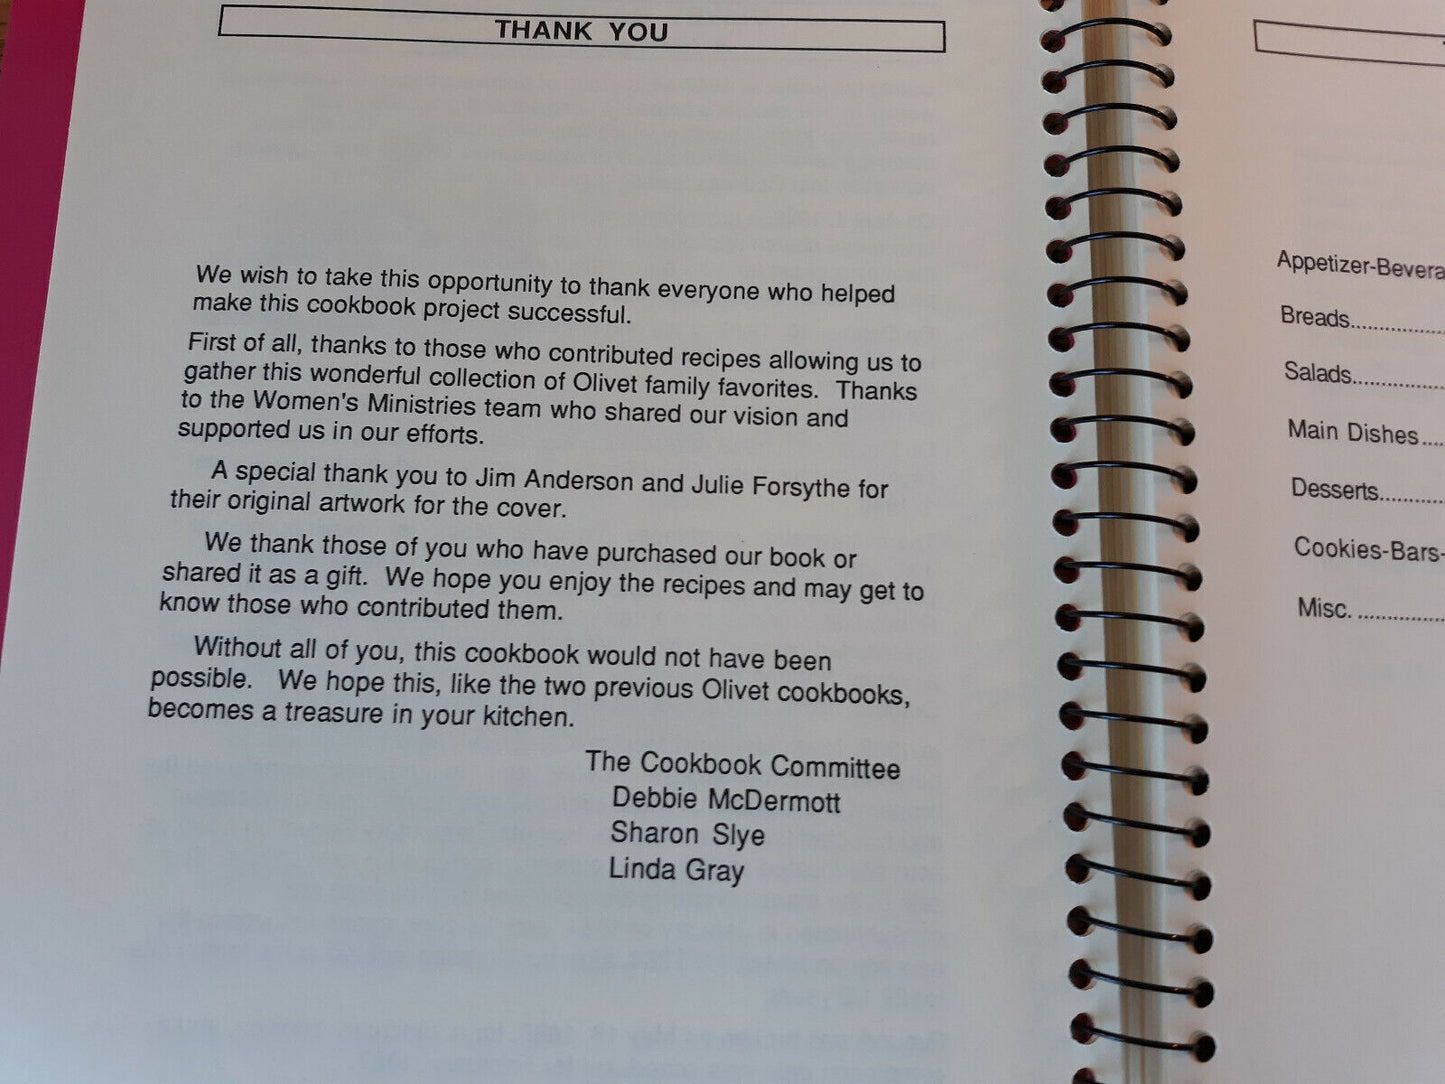 THANK YOU
We wish to take this opportunity to thank everyone who helped
make this cookbook project successful.
First of all, thanks to those who contributed recipes allowing us to
gather this wonderful collection of Olivet family favorites. Thanks
to the Women's Ministries team who shared our vision and
supported us in our efforts.
A special thank you to Jim Anderson and Julie Forsythe for
their original artwork for the cover.
We thank those of you who have purchased our book or
shared it as a gift. We hope you enjoy the recipes and may get to
know those who contributed them.
Without all of you, this cookbook would not have been
possible. We hope this, like the two previous Olivet cookbooks,
becomes a treasure in your kitchen.
The Cookbook Committee
Debbie McDermott
Sharon Slye
Linda Gray
Appetizer-Bevera
Breads................
Salads................
Main Dishes....
Desserts............
Cookies-Bars-
Misc. ...............